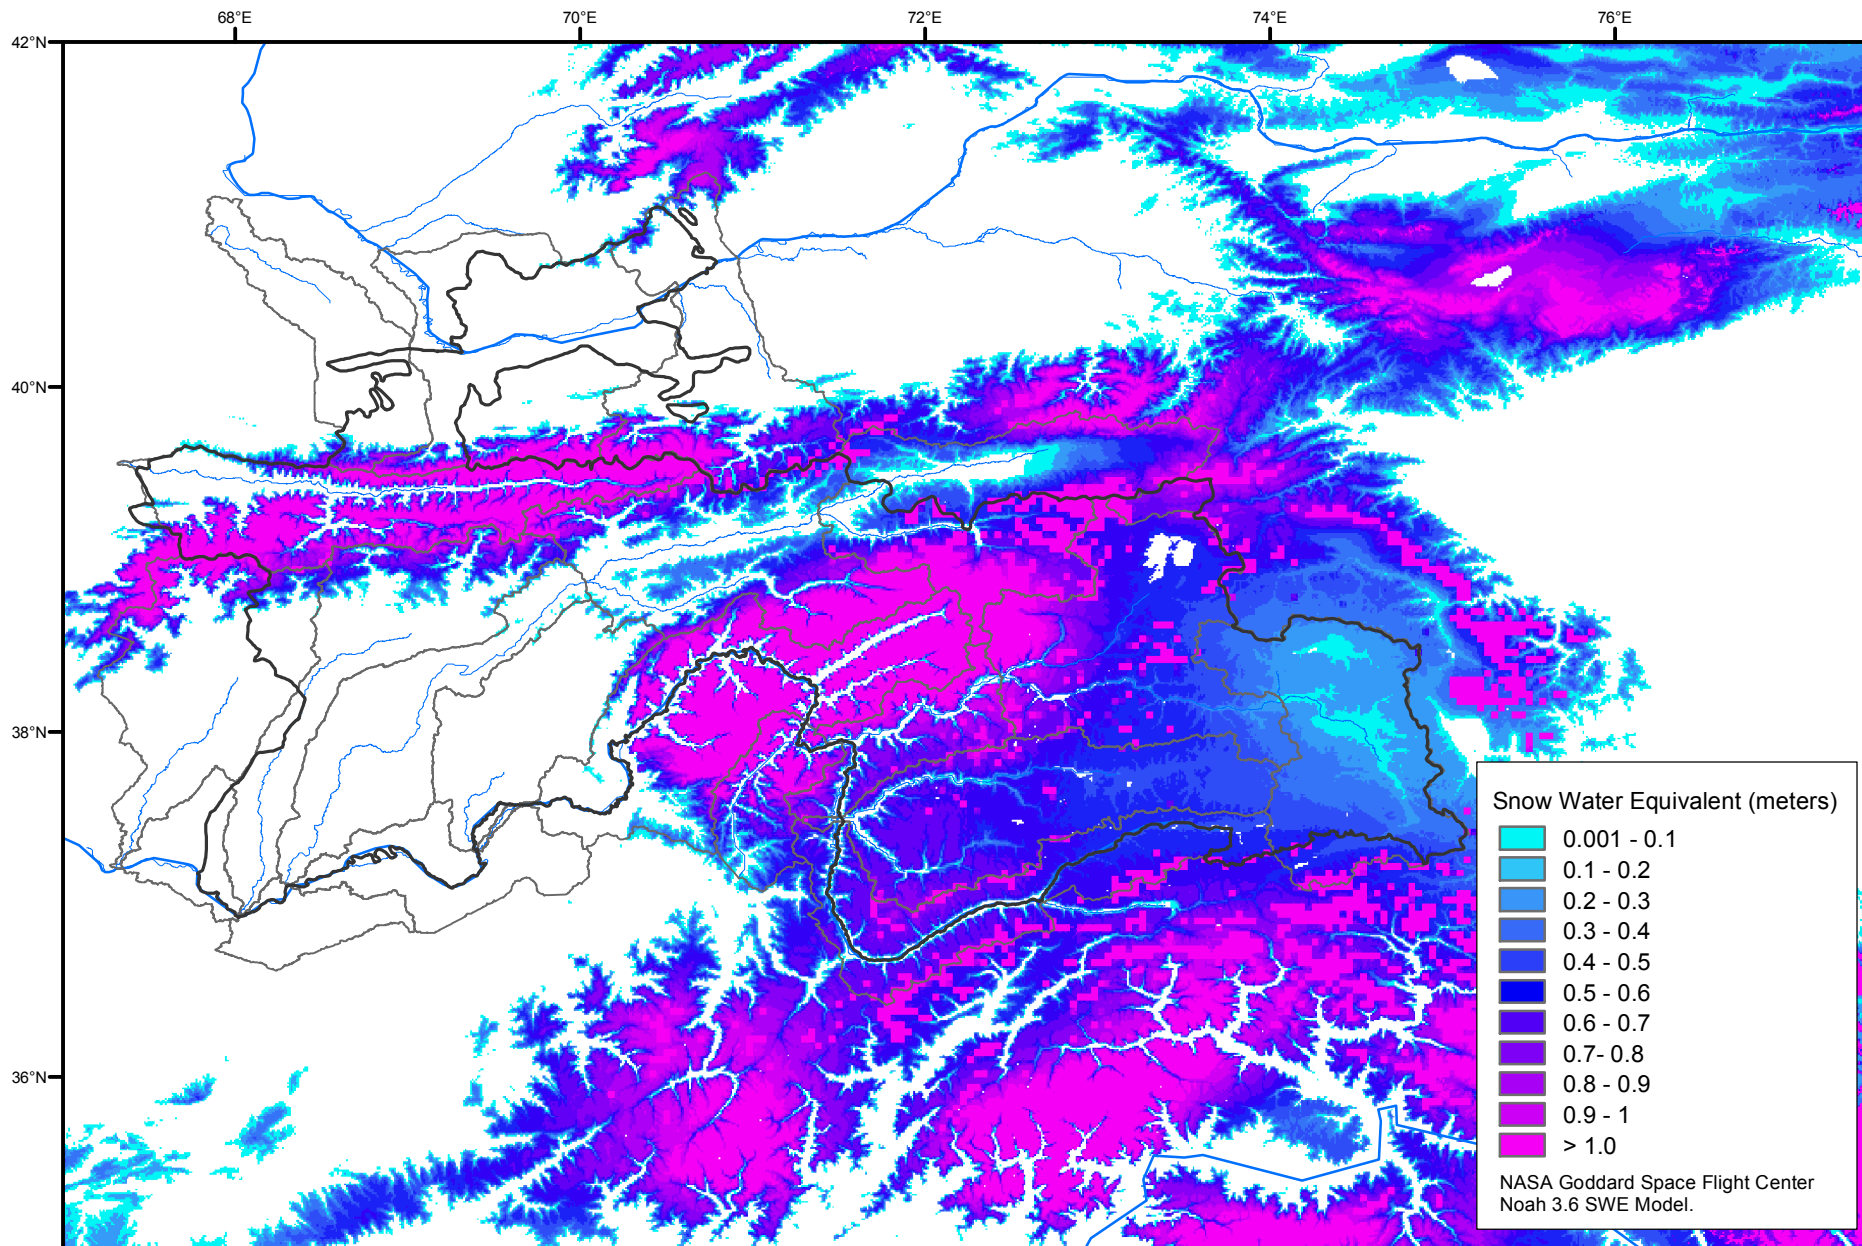 68°E 70°E 72°E 74°E 76°E
42°N
40°N
38°N
36°N
Snow Water Equivalent (meters)
0.001 - 0.1
0.1 - 0.2
0.2 - 0.3
0.3 - 0.4
0.4 - 0.5
0.5 - 0.6
0.6 - 0.7
0.7- 0.8
0.8 - 0.9
0.9 - 1
> 1.0
NASA Goddard Space Flight Center
Noah 3.6 SWE Model.